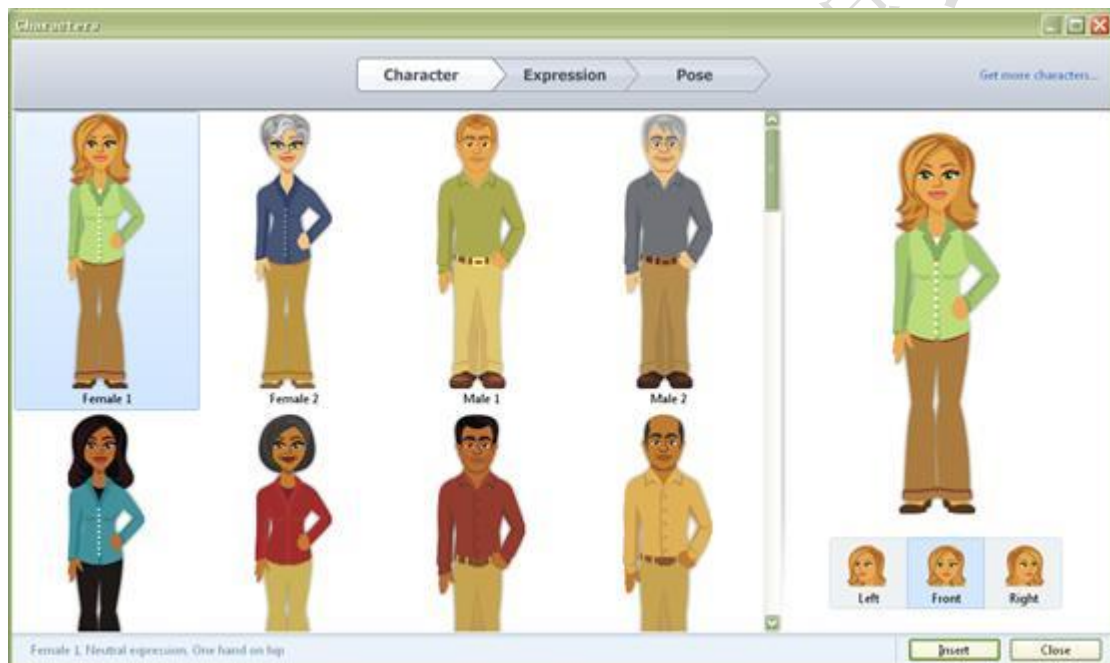 Characters
Character
Expression
Pose
Get more characters...
Female 1
Female 2
Male 1
Male 2
Left
Front
Right
Female 1, Neutral expression, One hand on hip
Insert
Close